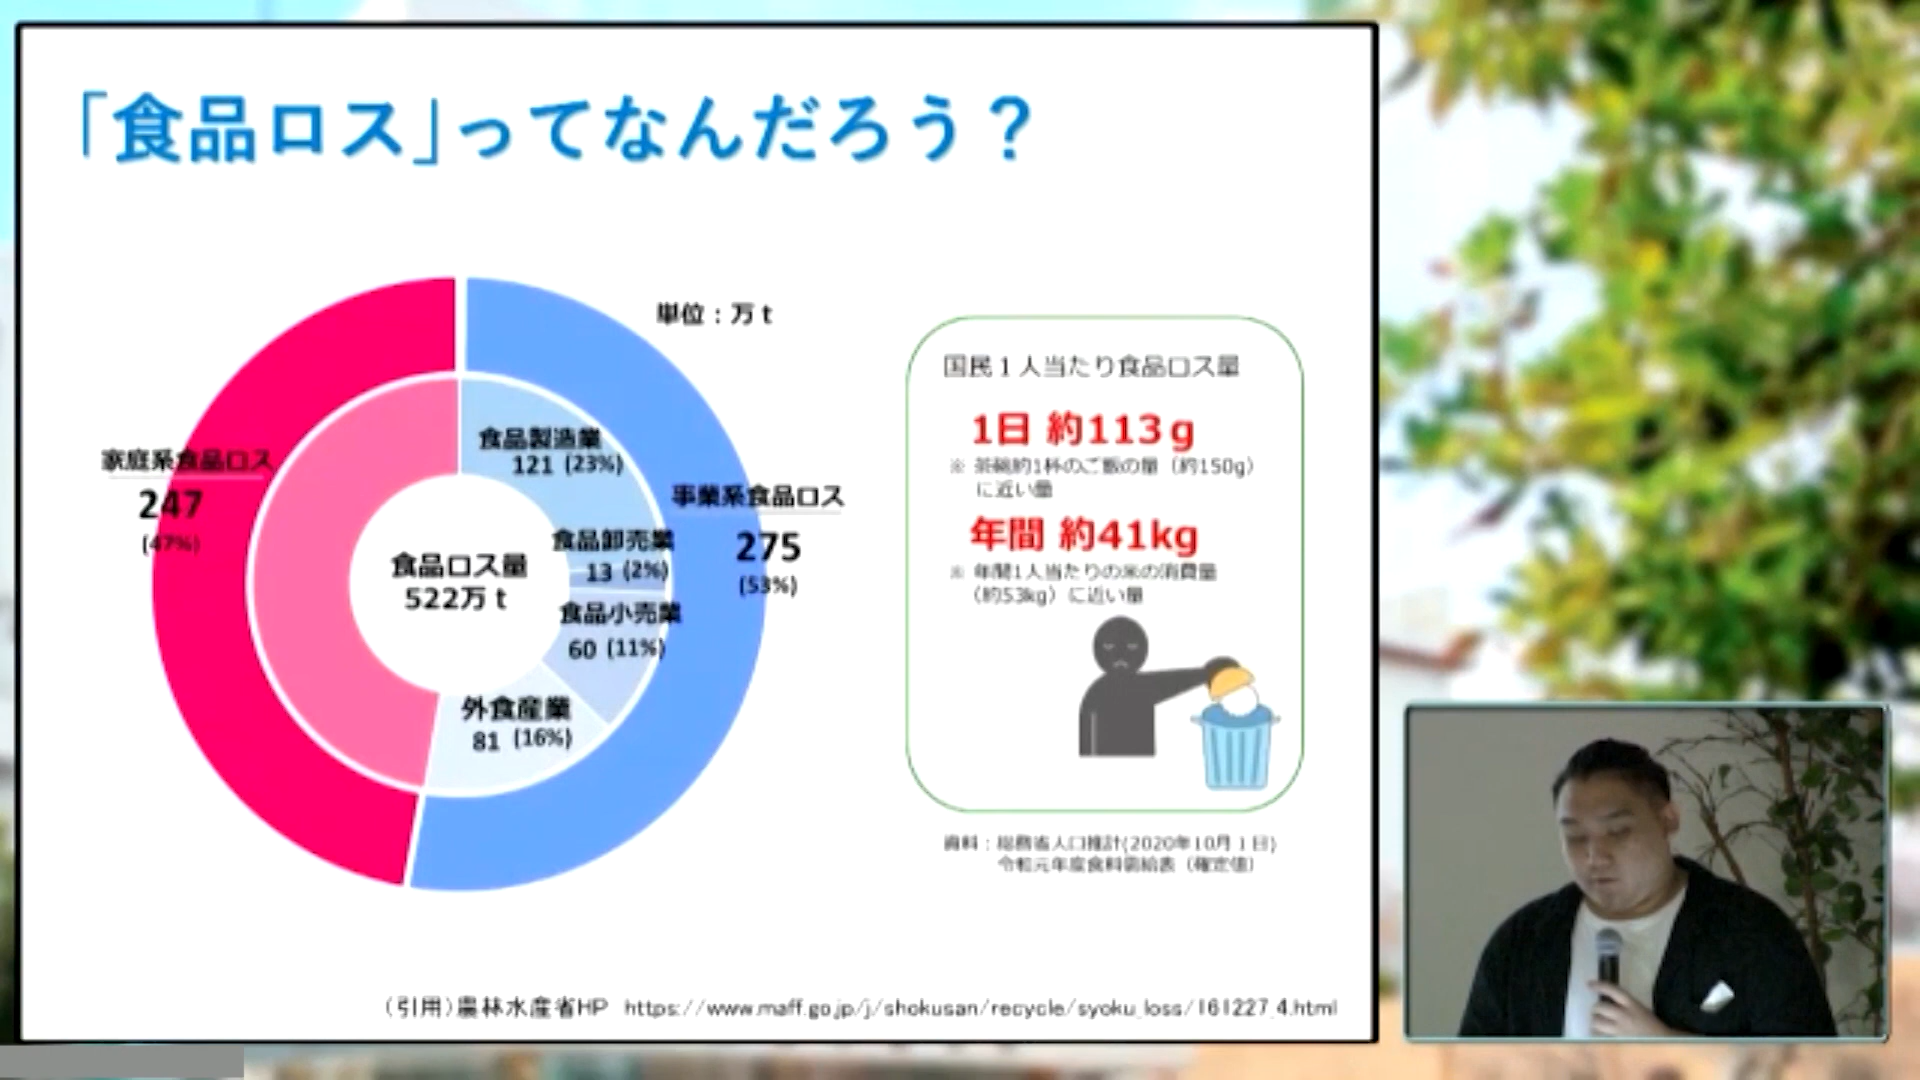 「食品ロス」ってなんだろう？
単位：万ｔ
家庭系食品ロス
247
(47%)
食品製造業
121 (23%)
事業系食品ロス
275
(53%)
食品卸売業
13 (2%)
食品ロス量
522万ｔ
食品小売業
60 (11%)
外食産業
81 (16%)
国民１人当たり食品ロス量
1日 約113ｇ
※ 茶碗約1杯のご飯の量（約150g）
に近い量
年間 約41kg
※ 年間1人当たりの米の消費量
（約53kg）に近い量
資料：総務省人口推計(2020年10月１日)
令和元年度食料需給表（確定値）
（引用）農林水産省HP https://www.maff.go.jp/j/shokusan/recycle/syoku_loss/161227_4.html